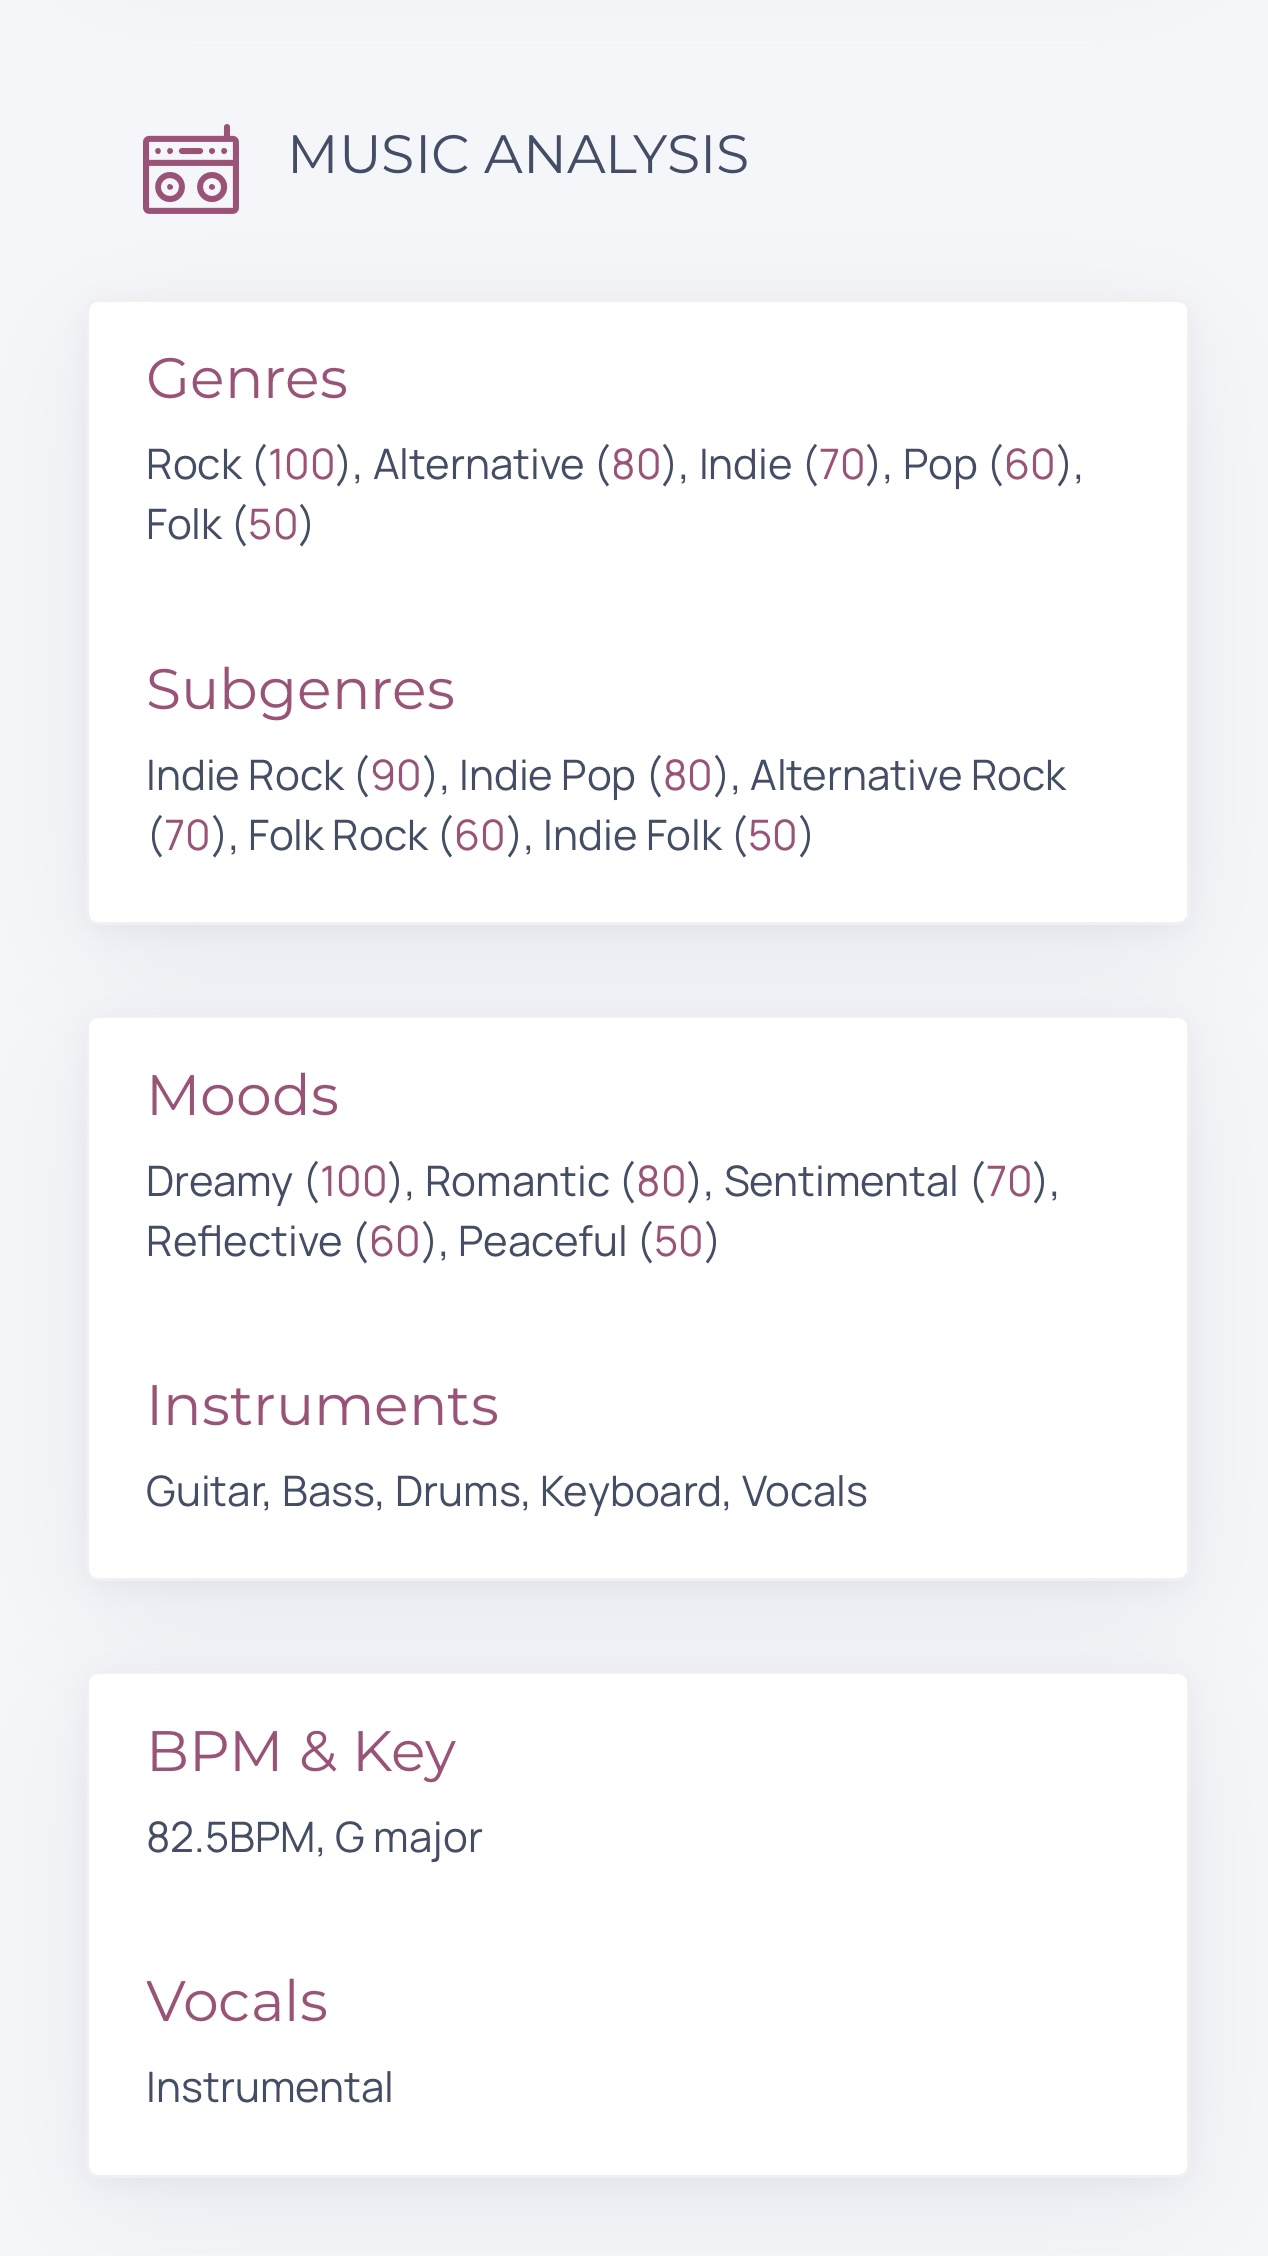 MUSIC ANALYSIS
Genres
Rock (100), Alternative (80), Indie (70), Pop (60),
Folk (50)
Subgenres
Indie Rock (90), Indie Pop (80), Alternative Rock
(70), Folk Rock (60), Indie Folk (50)
Moods
Dreamy (100), Romantic (80), Sentimental (70),
Reflective (60), Peaceful (50)
Instruments
Guitar, Bass, Drums, Keyboard, Vocals
BPM & Key
82.5BPM, G major
Vocals
Instrumental